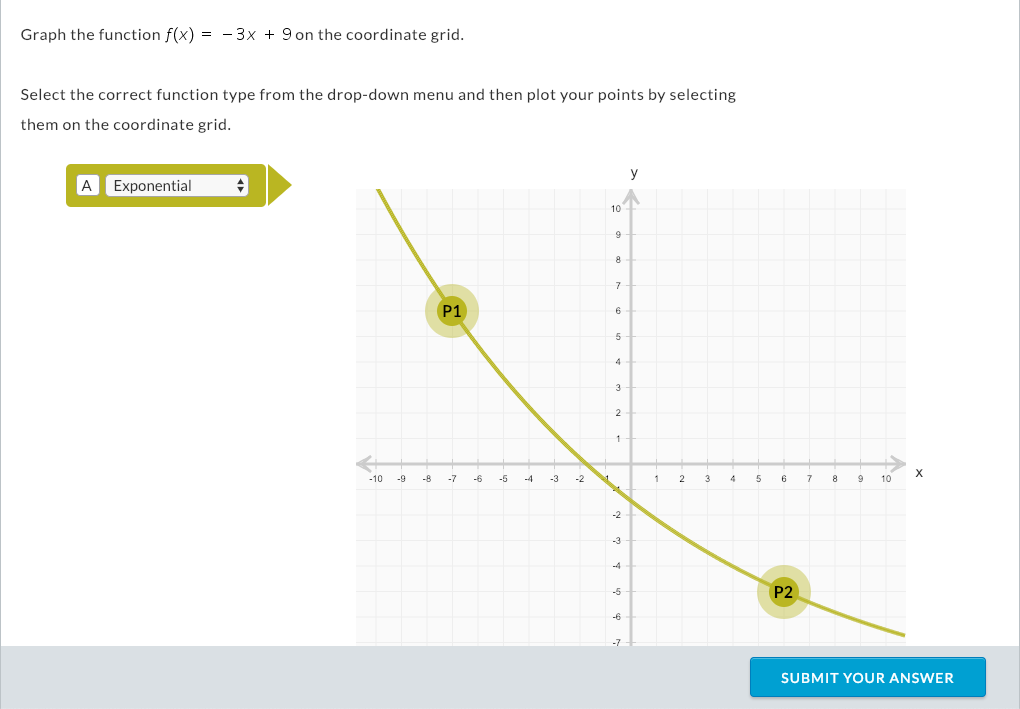 Graph the function f(x) = −3x + 9 on the coordinate grid.
Select the correct function type from the drop-down menu and then plot your points by selecting
them on the coordinate grid.
A Exponential
y
10
9
8
7
6
5
4
3
2
1
P1
-10 -9 -8 -7 -6 -5 -4 -3 -2 -1 1 2 3 4 5 6 7 8 9 10 x
-1
-2
-3
-4
-5
-6
-7
P2
SUBMIT YOUR ANSWER